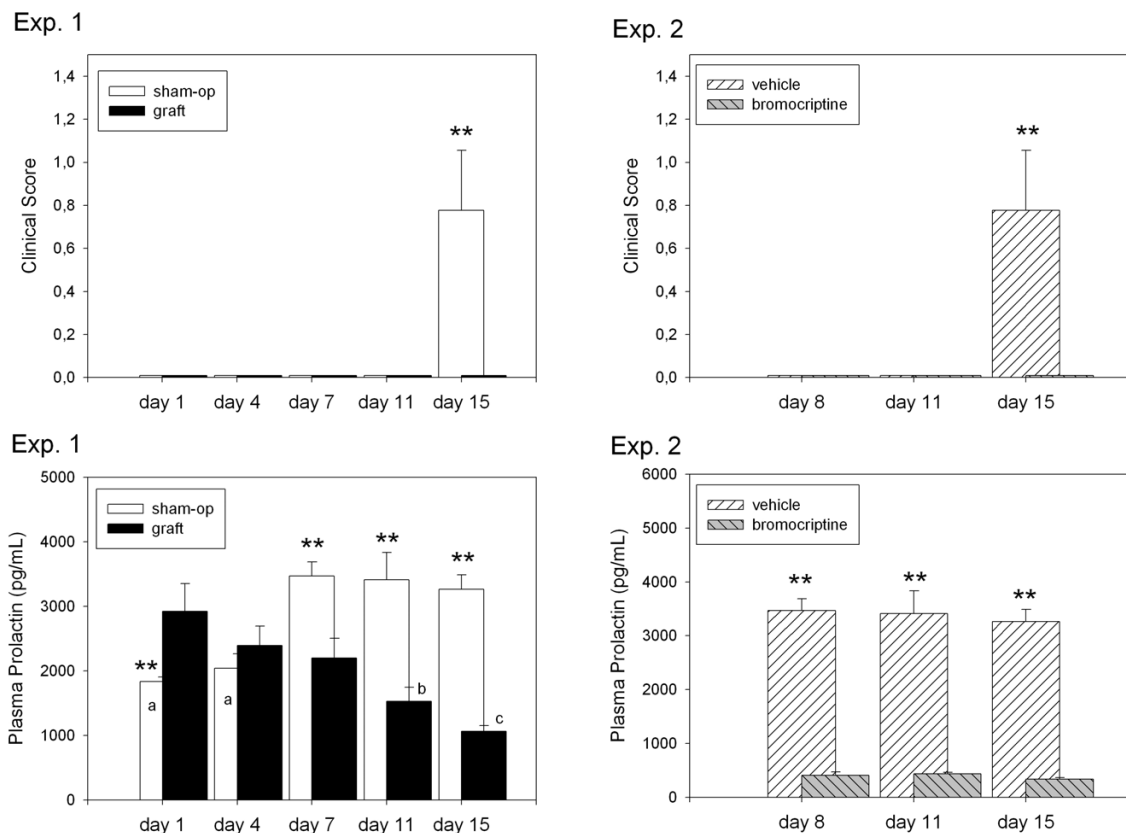 Exp. 1
1,4
1,2
1,0
0,8
0,6
0,4
0,2
0,0
Clinical Score
sham-op
graft
**
day 1 day 4 day 7 day 11 day 15
Exp. 2
1,4
1,2
1,0
0,8
0,6
0,4
0,2
0,0
Clinical Score
vehicle
bromocriptine
**
day 8 day 11 day 15
Exp. 1
5000
4000
3000
2000
1000
0
Plasma Prolactin (pg/mL)
sham-op
graft
** ** ** **
a a b c
day 1 day 4 day 7 day 11 day 15
Exp. 2
6000
5000
4000
3000
2000
1000
0
Plasma Prolactin (pg/mL)
vehicle
bromocriptine
** ** **
day 8 day 11 day 15